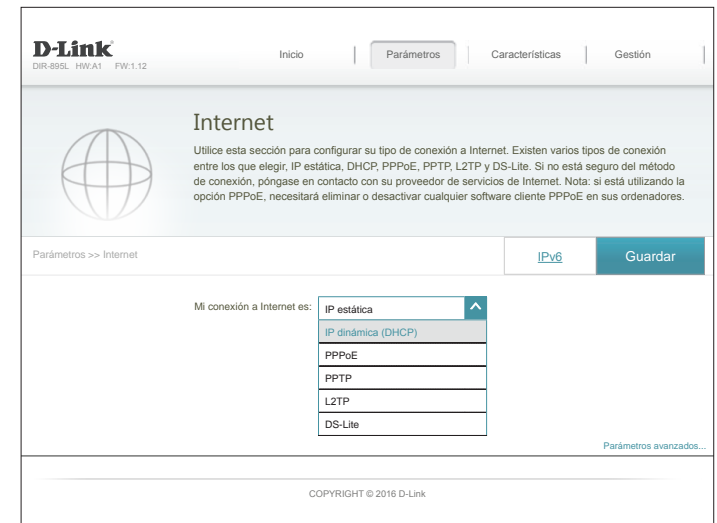 D-Link
DIR-895L HW:A1 FW:1.12
Inicio
Parámetros
Características
Gestión
Internet
Utilice esta sección para configurar su tipo de conexión a Internet. Existen varios tipos de conexión
entre los que elegir, IP estática, DHCP, PPPoE, PPTP, L2TP y DS-Lite. Si no está seguro del método
de conexión, póngase en contacto con su proveedor de servicios de Internet. Nota: si está utilizando la
opción PPPoE, necesitará eliminar o desactivar cualquier software cliente PPPoE en sus ordenadores.
Parámetros >> Internet
IPv6
Guardar
Mi conexión a Internet es:
IP estática
IP dinámica (DHCP)
PPPoE
PPTP
L2TP
DS-Lite
Parámetros avanzados...
COPYRIGHT © 2016 D-Link